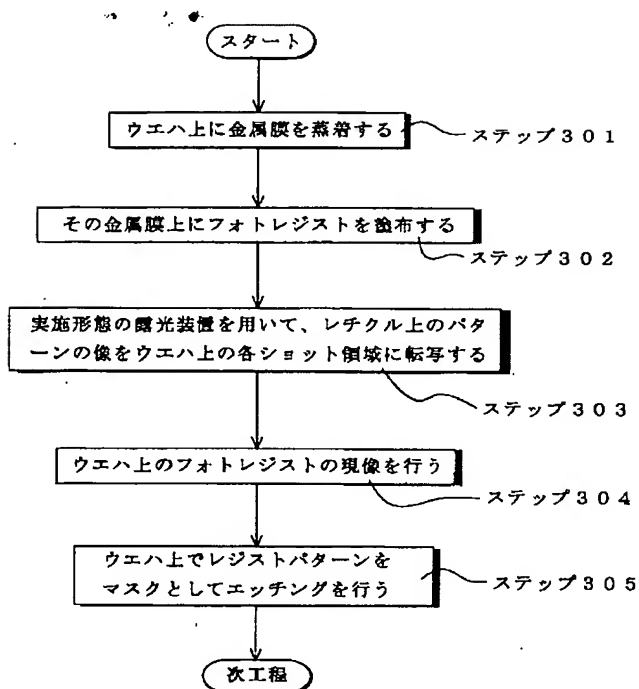 スタート
ウエハ上に金属膜を蒸着する
ステップ301
その金属膜上にフォトレジストを塗布する
ステップ302
実施形態の露光装置を用いて、レチクル上のパタ
ーンの像をウエハ上の各ショット領域に転写する
ステップ303
ウエハ上のフォトレジストの現像を行う
ステップ304
ウエハ上でレジストパターンを
マスクとしてエッチングを行う
ステップ305
次工程